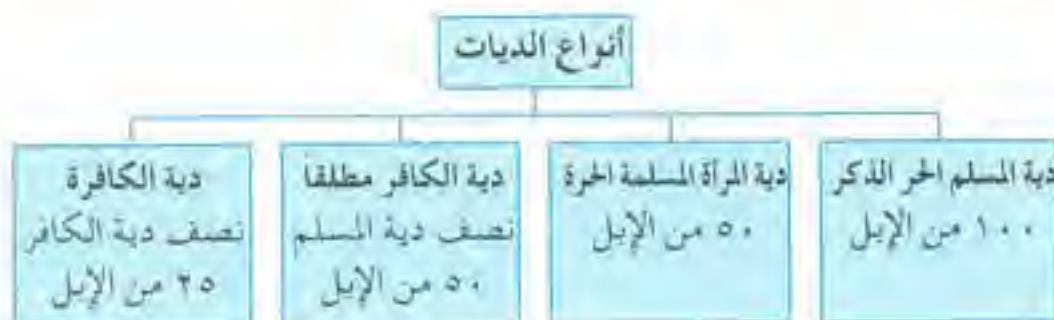 أنواع الديات
دية المسلم الحر الذكر
١٠٠ من الإبل
دية المرأة المسلمة الحرة
٥٠ من الإبل
دية الكافر مطلقا
نصف دية المسلم
٥٠ من الإبل
دية الكافرة
نصف دية الكافر
٢٥ من الإبل